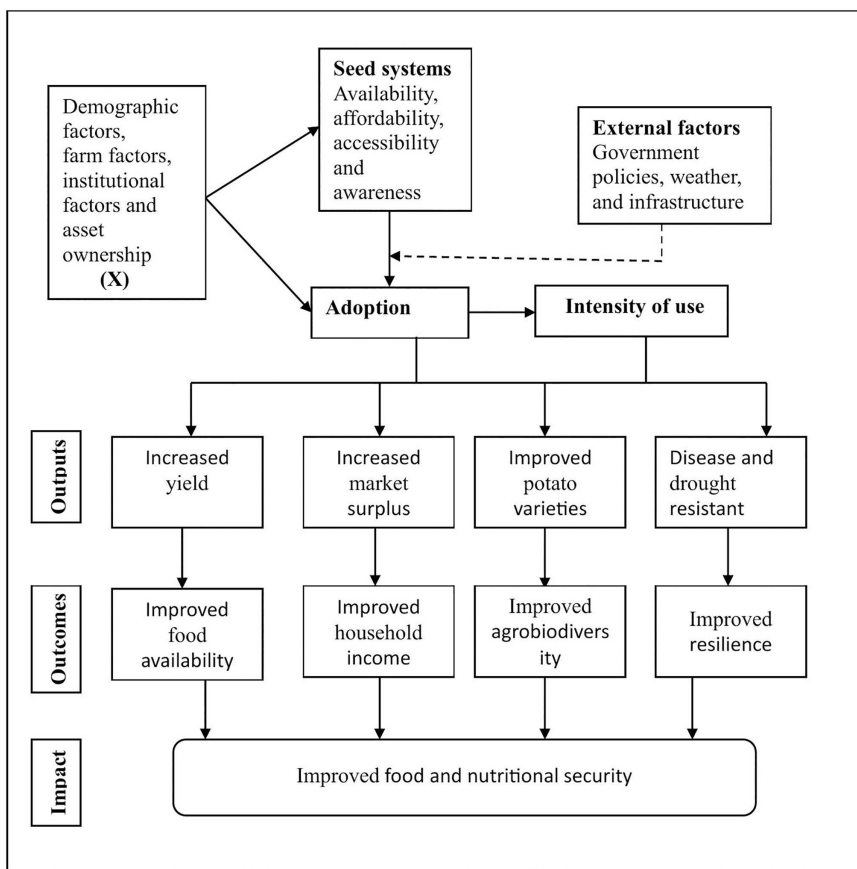 Demographic
factors,
farm factors,
institutional
factors and
asset
ownership
(X)
Seed systems
Availability,
affordability,
accessibility
and
awareness
External factors
Government
policies, weather,
and infrastructure
Adoption
Intensity of use
Outputs
Increased
yield
Increased
market
surplus
Improved
potato
varieties
Disease and
drought
resistant
Outcomes
Improved
food
availability
Improved
household
income
Improved
agrobiodivers
ity
Improved
resilience
Impact
Improved food and nutritional security